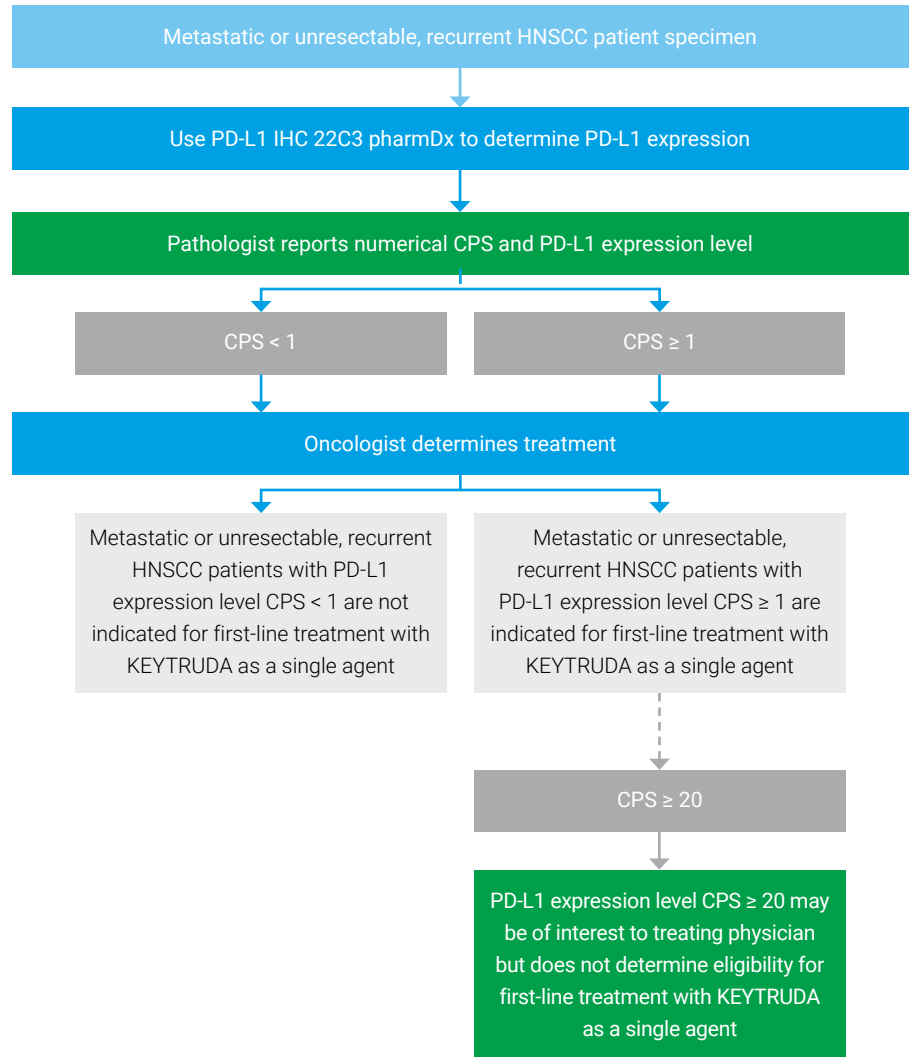 Metastatic or unresectable, recurrent HNSCC patient specimen
Use PD-L1 IHC 22C3 pharmDx to determine PD-L1 expression
Pathologist reports numerical CPS and PD-L1 expression level
CPS < 1
CPS ≥ 1
Oncologist determines treatment
Metastatic or unresectable, recurrent
HNSCC patients with PD-L1
expression level CPS < 1 are not
indicated for first-line treatment with
KEYTRUDA as a single agent
Metastatic or unresectable,
recurrent HNSCC patients with
PD-L1 expression level CPS ≥ 1 are
indicated for first-line treatment with
KEYTRUDA as a single agent
CPS ≥ 20
PD-L1 expression level CPS ≥ 20 may
be of interest to treating physician
but does not determine eligibility for
first-line treatment with KEYTRUDA
as a single agent